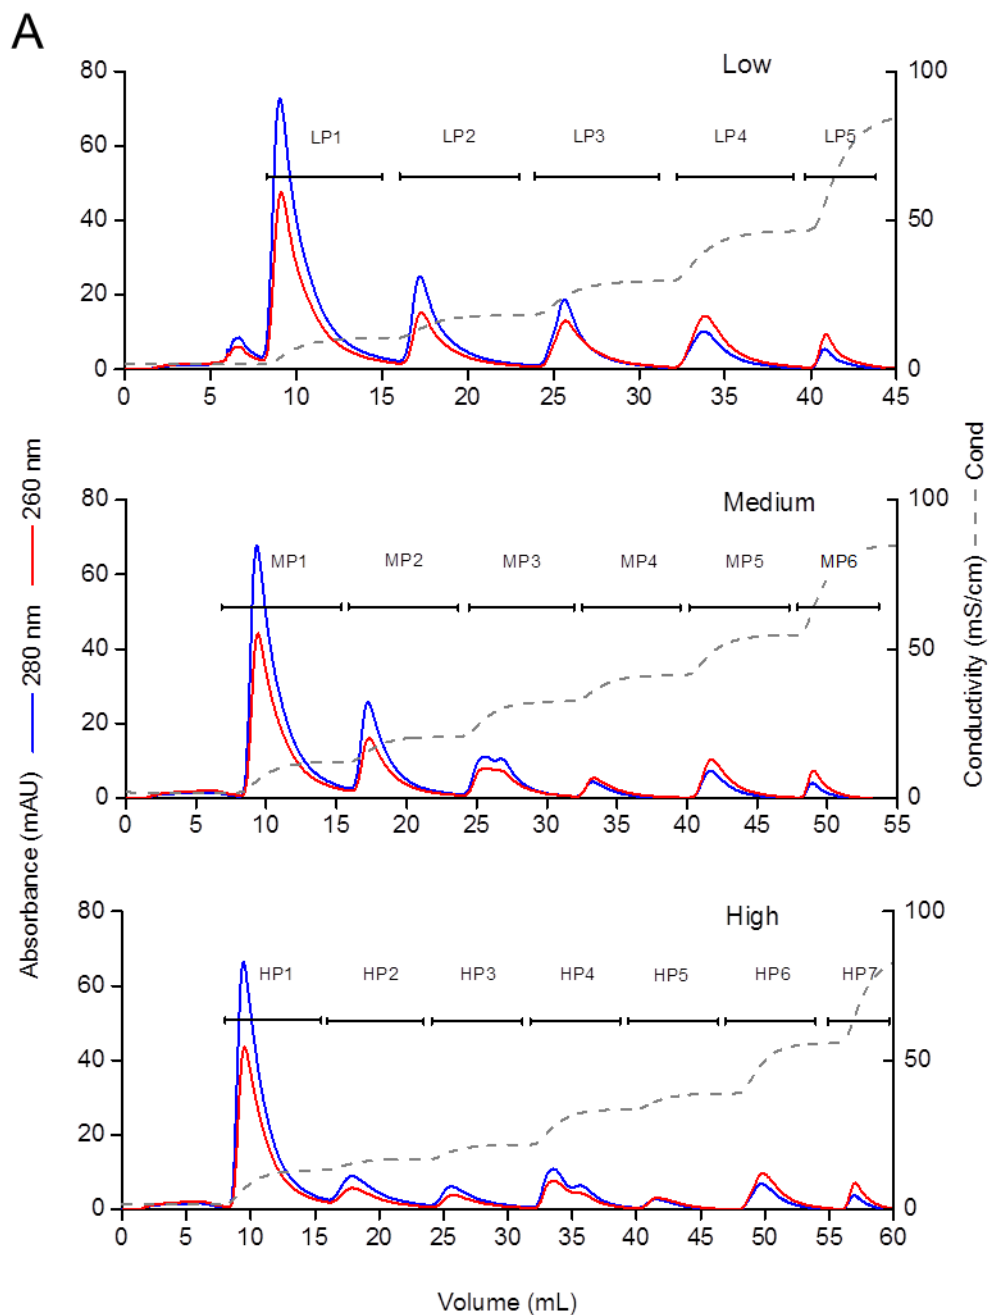 A
Low
80
60
40
20
0
100
50
0
LP1 LP2 LP3 LP4 LP5
0 5 10 15 20 25 30 35 40 45
Medium
80
60
40
20
0
100
50
0
MP1 MP2 MP3 MP4 MP5 MP6
0 5 10 15 20 25 30 35 40 45 50 55
High
80
60
40
20
0
100
50
0
HP1 HP2 HP3 HP4 HP5 HP6 HP7
0 5 10 15 20 25 30 35 40 45 50 55 60
Absorbance (mAU) 280 nm 260 nm
Conductivity (mS/cm) Cond
Volume (mL)